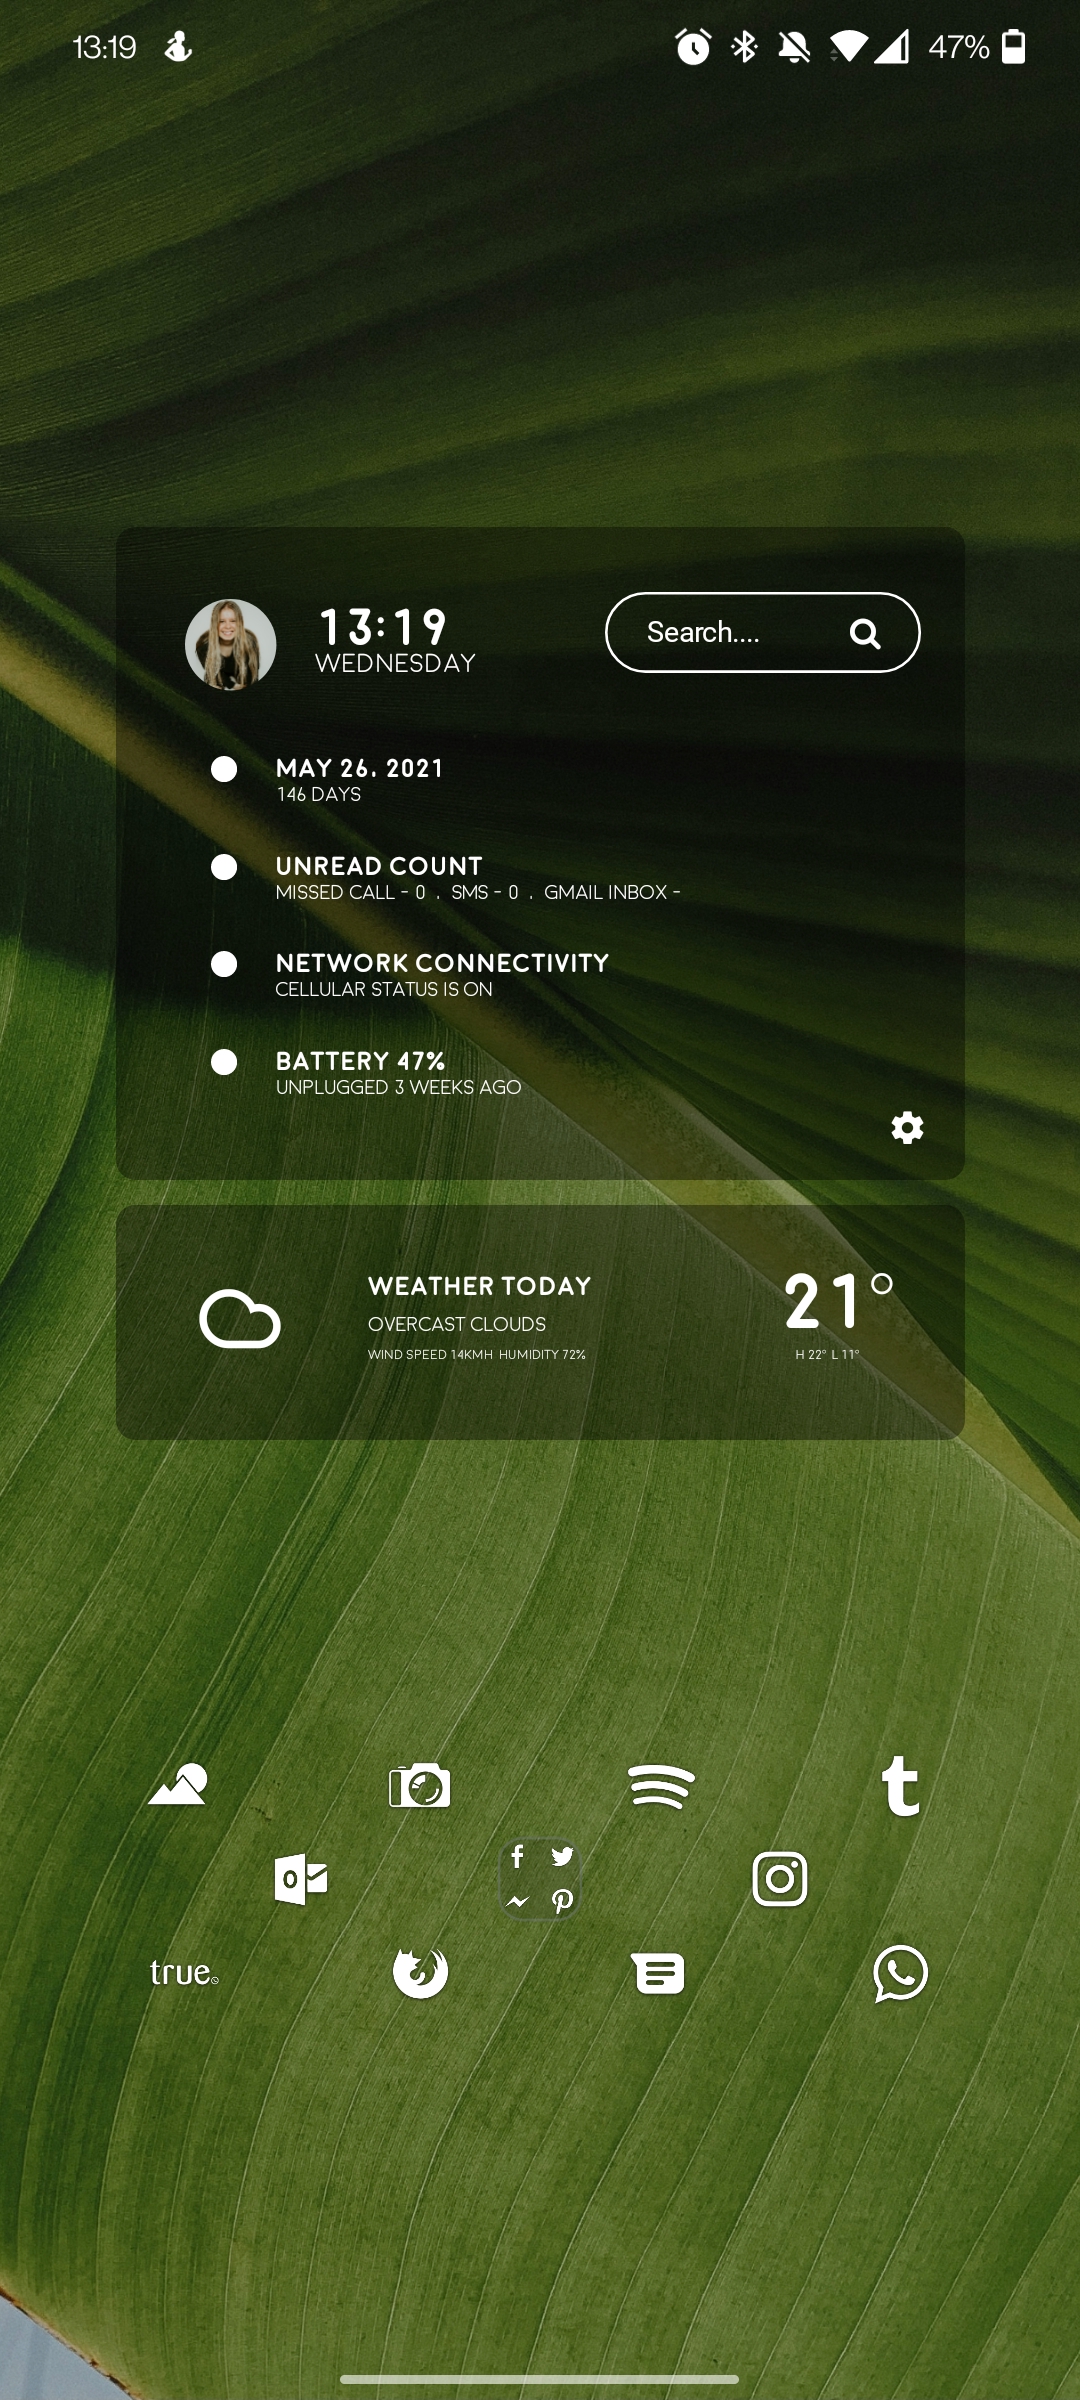 13:19
47%
13:19
WEDNESDAY
Search....
MAY 26, 2021
146 DAYS
UNREAD COUNT
MISSED CALL - 0 . SMS - 0 . GMAIL INBOX -
NETWORK CONNECTIVITY
CELLULAR STATUS IS ON
BATTERY 47%
UNPLUGGED 3 WEEKS AGO
WEATHER TODAY
21°
OVERCAST CLOUDS
WIND SPEED 14KMH HUMIDITY 72%
H 22° L 11°
true